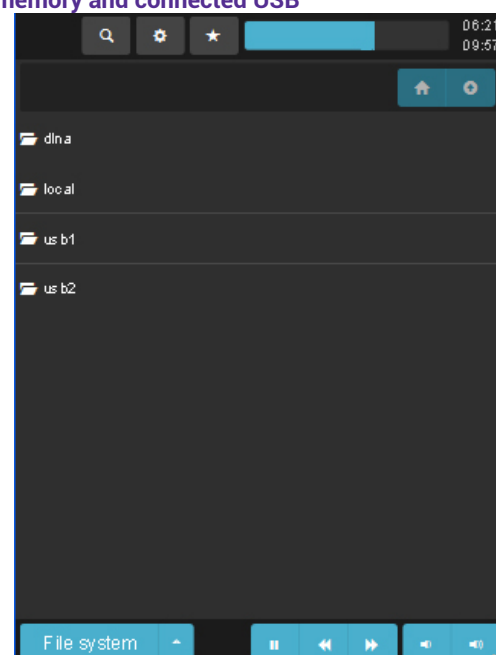 memory and connected USB
06:21
09:57
dlna
local
usb1
usb2
File system